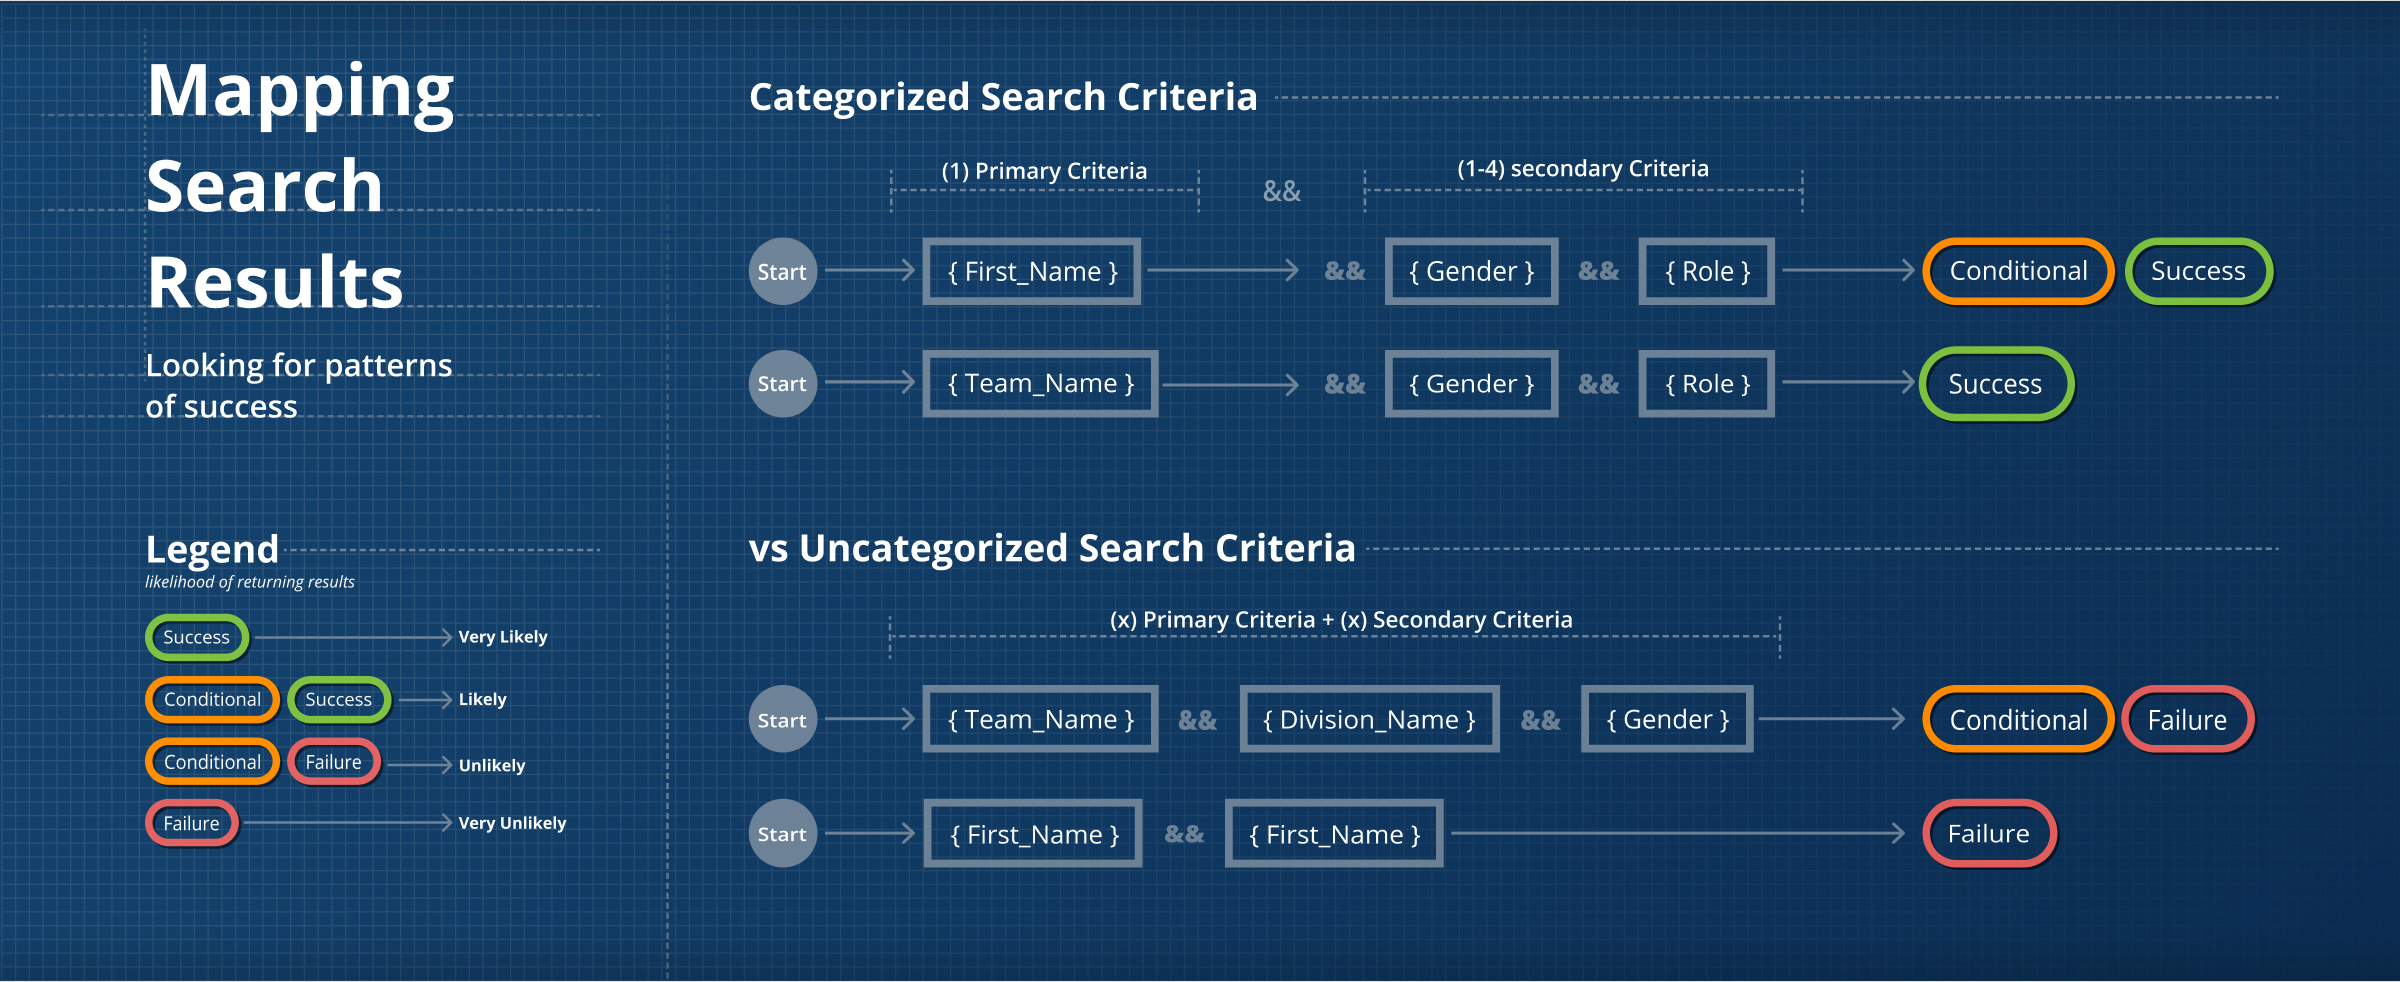 Mapping
Search
Results
Looking for patterns
of success
Legend
likelihood of returning results
Success Very Likely
Conditional Success Likely
Conditional Failure Unlikely
Failure Very Unlikely
Categorized Search Criteria
(1) Primary Criteria && (1-4) secondary Criteria
Start { First_Name } && { Gender } && { Role } Conditional Success
Start { Team_Name } && { Gender } && { Role } Success
vs Uncategorized Search Criteria
(x) Primary Criteria + (x) Secondary Criteria
Start { Team_Name } && { Division_Name } && { Gender } Conditional Failure
Start { First_Name } && { First_Name } Failure